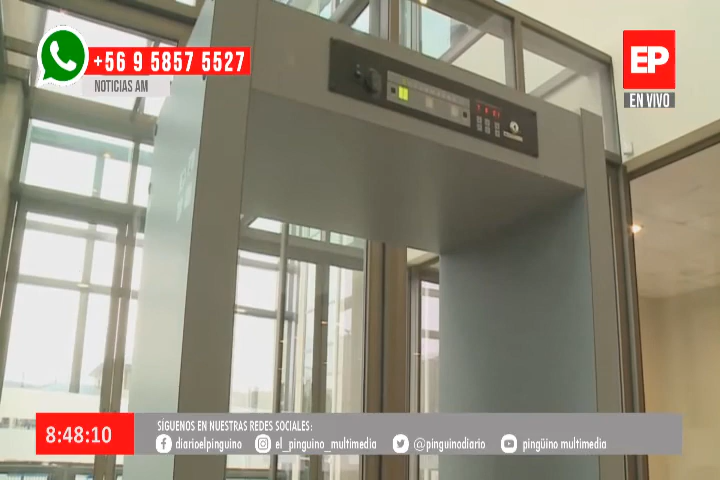 +56 9 5857 5527
NOTICIAS AM
EP
EN VIVO
8:48:10
SÍGUENOS EN NUESTRAS REDES SOCIALES:
diarioelpinguino
el_pinguino_multimedia
@pinguinodiario
pingüino multimedia